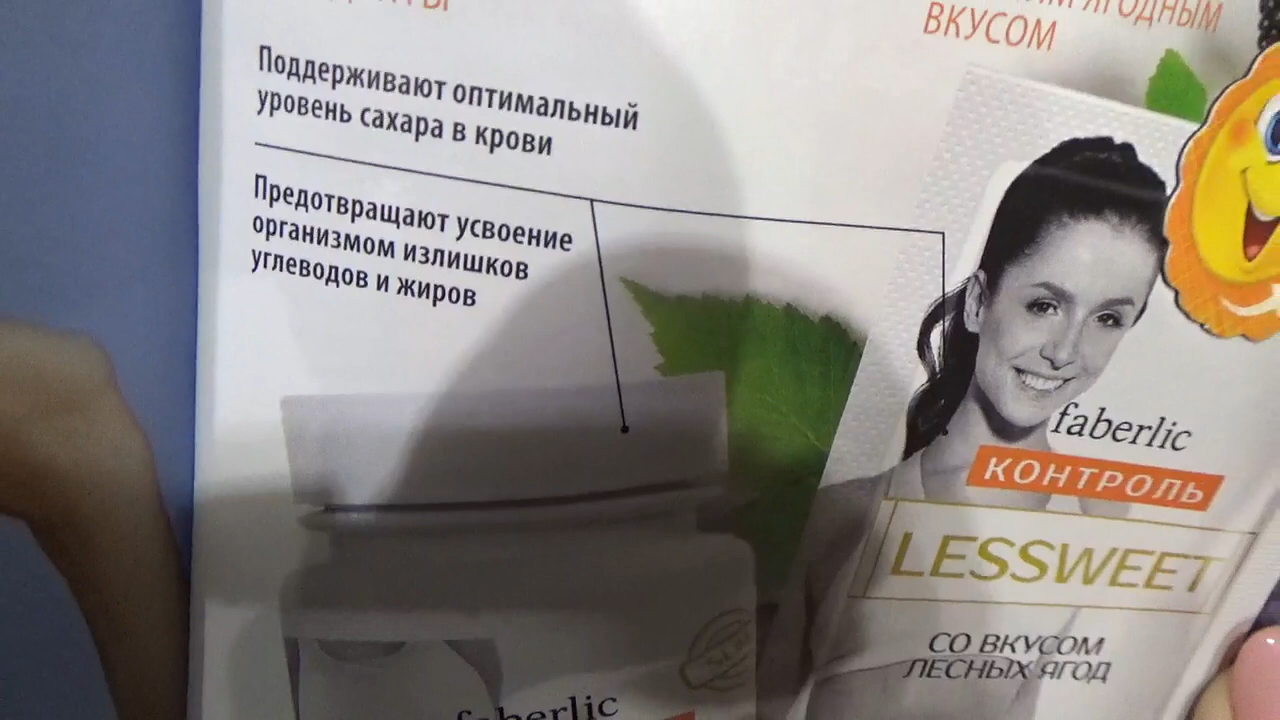 ВКУСОМ
Поддерживают оптимальный
уровень сахара в крови
Предотвращают усвоение
организмом излишков
углеводов и жиров
faberlic
КОНТРОЛЬ
LESSWEET
СО ВКУСОМ
ЛЕСНЫХ ЯГОД
faberlic